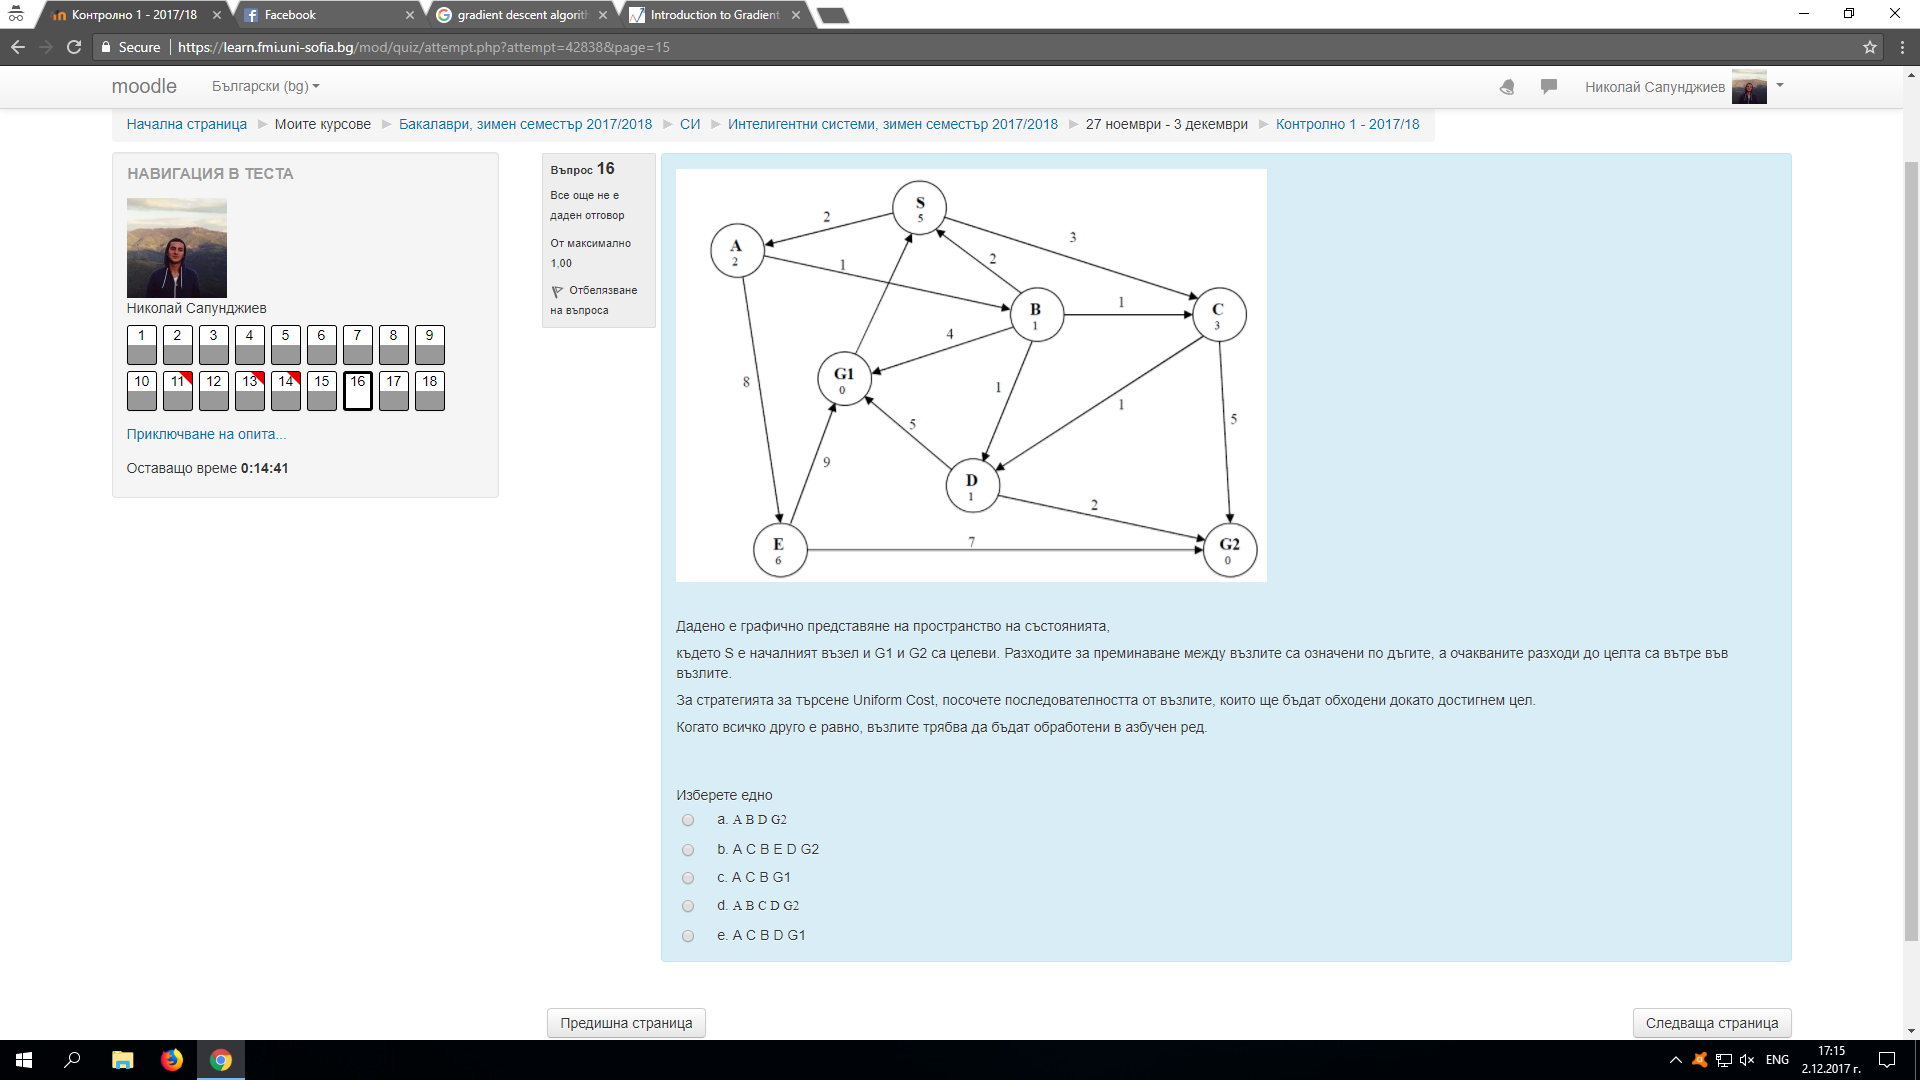 Контролно 1 - 2017/18
Facebook
gradient descent algorith
Introduction to Gradient
Secure
https://learn.fmi.uni-sofia.bg/mod/quiz/attempt.php?attempt=42838&page=15
moodle
Български (bg)
Николай Сапунджиев
Начална страница
Моите курсове
Бакалаври, зимен семестър 2017/2018
СИ
Интелигентни системи, зимен семестър 2017/2018
27 ноември - 3 декември
Контролно 1 - 2017/18
НАВИГАЦИЯ В ТЕСТА
Николай Сапунджиев
1 2 3 4 5 6 7 8 9
10 11 12 13 14 15 16 17 18
Приключване на опита...
Оставащо време 0:14:41
Въпрос 16
Все още не е
даден отговор
От максимално
1,00
Отбелязване
на въпроса
S
5
2
3
A
2
1
2
B
1
1
C
3
4
G1
0
8
1
1
5
5
9
D
1
2
E
6
7
G2
0
Дадено е графично представяне на пространство на състоянията,
където S е началният възел и G1 и G2 са целеви. Разходите за преминаване между възлите са означени по дъгите, а очакваните разходи до целта са вътре във
възлите.
За стратегията за търсене Uniform Cost, посочете последователността от възлите, които ще бъдат обходени докато достигнем цел.
Когато всичко друго е равно, възлите трябва да бъдат обработени в азбучен ред.
Изберете едно
a. A B D G2
b. A C B E D G2
c. A C B G1
d. A B C D G2
e. A C B D G1
Предишна страница
Следваща страница
ENG
17:15
2.12.2017 г.